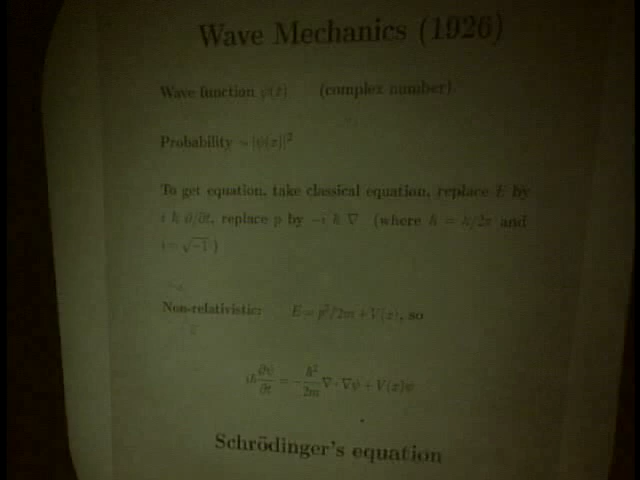 Wave Mechanics (1926)
Wave function ψ(x) (complex number)
Probability ~ |ψ(x)|²
To get equation, take classical equation, replace E by
i ℏ ∂/∂t, replace p by −i ℏ ∇ (where ℏ = h/2π and
i = √−1 )
Non-relativistic: E = p²/2m + V(x), so
iℏ ∂ψ/∂t = − ℏ²/2m ∇· ∇ψ + V(x)ψ
Schrödinger's equation